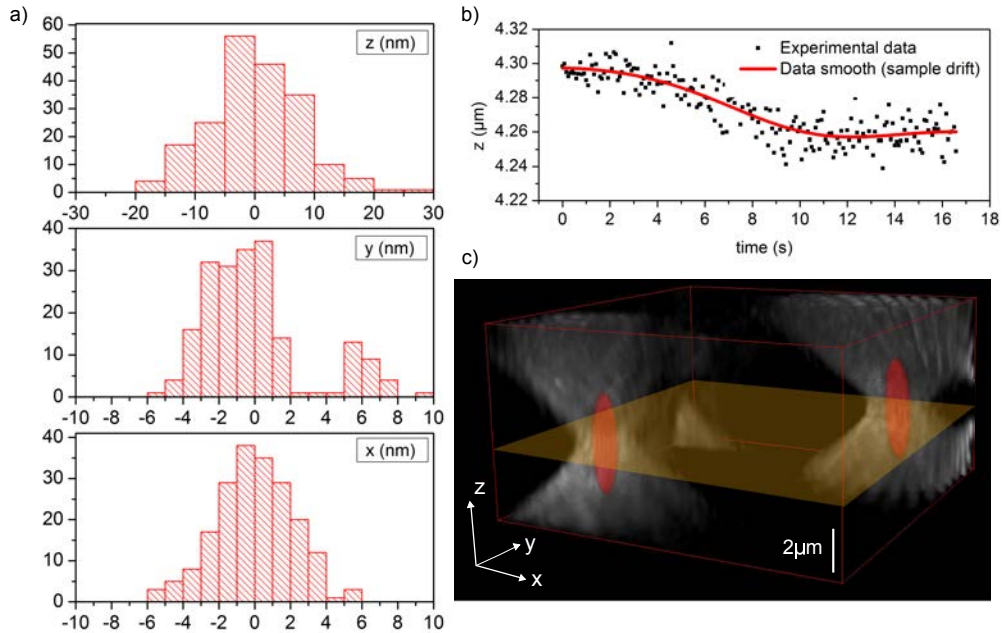 a)
z (nm)
60
50
40
30
20
10
0
-30 -20 -10 0 10 20 30
y (nm)
40
30
20
10
0
-10 -8 -6 -4 -2 0 2 4 6 8 10
x (nm)
40
30
20
10
0
-10 -8 -6 -4 -2 0 2 4 6 8 10
b)
Experimental data
Data smooth (sample drift)
z (μm)
4.32
4.30
4.28
4.26
4.24
4.22
0 2 4 6 8 10 12 14 16 18
time (s)
c)
z
y
x
2μm